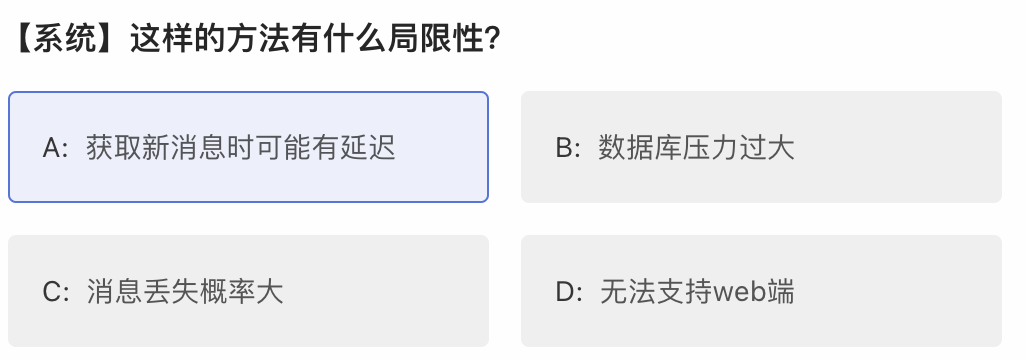 【系统】这样的方法有什么局限性?
A: 获取新消息时可能有延迟
B: 数据库压力过大
C: 消息丢失概率大
D: 无法支持web端